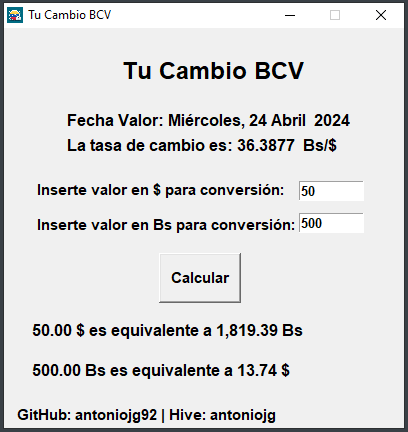 Tu Cambio BCV
Tu Cambio BCV
Fecha Valor: Miércoles, 24 Abril  2024
La tasa de cambio es: 36.3877  Bs/$
Inserte valor en $ para conversión: 50
Inserte valor en Bs para conversión: 500
Calcular
50.00 $ es equivalente a 1,819.39 Bs
500.00 Bs es equivalente a 13.74 $
GitHub: antoniojg92 | Hive: antoniojg